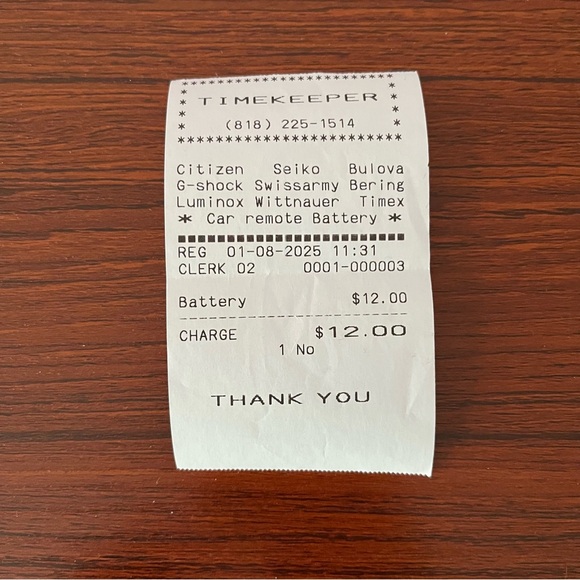 TIMEKEEPER
(818) 225-1514
Citizen Seiko Bulova
G-shock Swissarmy Bering
Luminox Wittnauer Timex
* Car remote Battery *
REG 01-08-2025 11:31
CLERK 02 0001-000003
Battery $12.00
CHARGE $12.00
1 No
THANK YOU